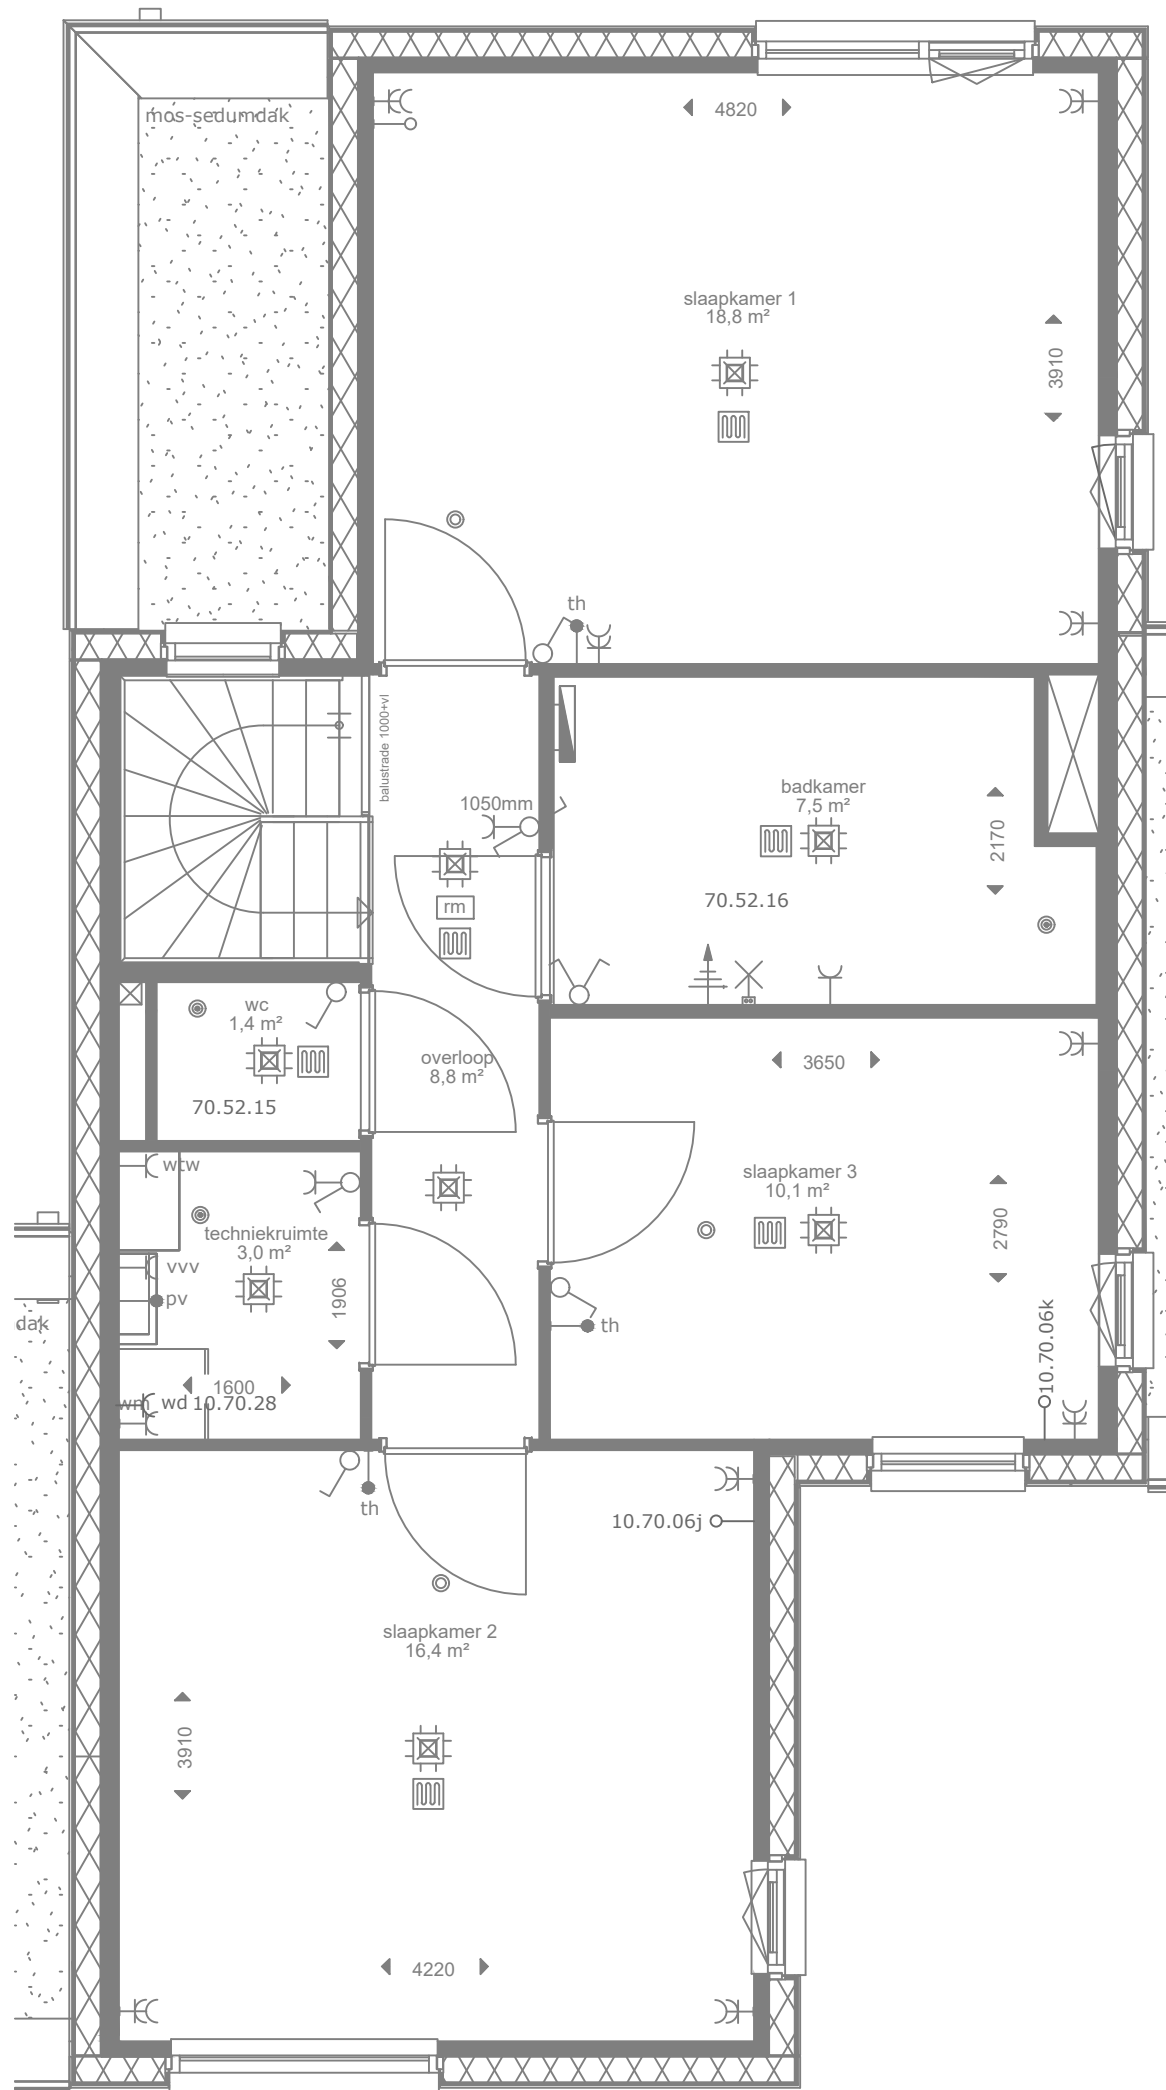 mos-sedumdak
4820
slaapkamer 1
18,8 m²
3910
th
balustrade 1000+vl
1050mm
badkamer
7,5 m²
2170
rm
70.52.16
wc
1,4 m²
overloop
8,8 m²
3650
70.52.15
wtw
slaapkamer 3
10,1 m²
2790
techniekruimte
3,0 m²
vvv
pv
1906
th
dak
10.70.06k
1600
wm
wd
10.70.28
th
10.70.06j
slaapkamer 2
16,4 m²
3910
4220